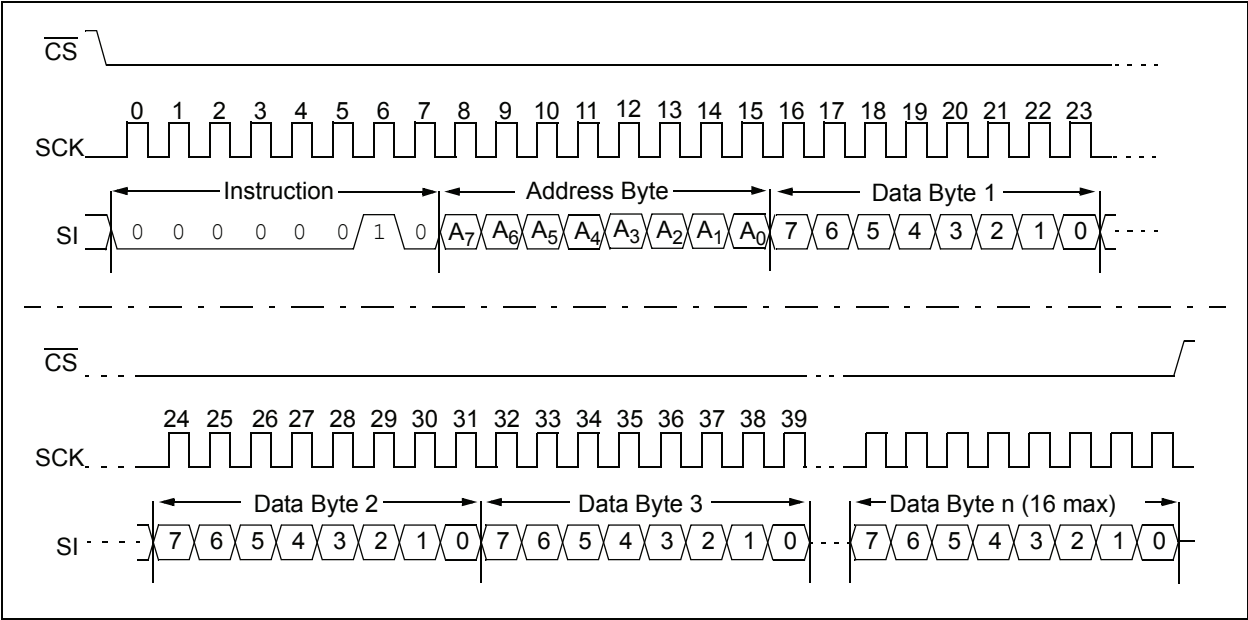 CS
0 1 2 3 4 5 6 7 8 9 10 11 12 13 14 15 16 17 18 19 20 21 22 23
SCK
Instruction Address Byte Data Byte 1
SI 0 0 0 0 0 0 1 0 A7 A6 A5 A4 A3 A2 A1 A0 7 6 5 4 3 2 1 0
CS
24 25 26 27 28 29 30 31 32 33 34 35 36 37 38 39
SCK
Data Byte 2 Data Byte 3 Data Byte n (16 max)
SI 7 6 5 4 3 2 1 0 7 6 5 4 3 2 1 0 7 6 5 4 3 2 1 0